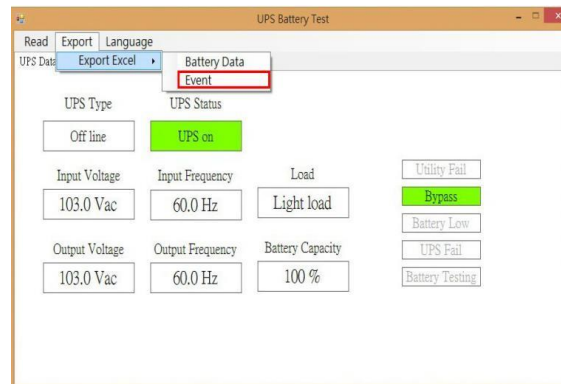 UPS Battery Test
Read Export Language
UPS Data
Export Excel
Battery Data
Event
UPS Type UPS Status
Off line UPS on
Input Voltage Input Frequency Load
103.0 Vac 60.0 Hz Light load
Output Voltage Output Frequency Battery Capacity
103.0 Vac 60.0 Hz 100 %
Utility Fail
Bypass
Battery Low
UPS Fail
Battery Testing